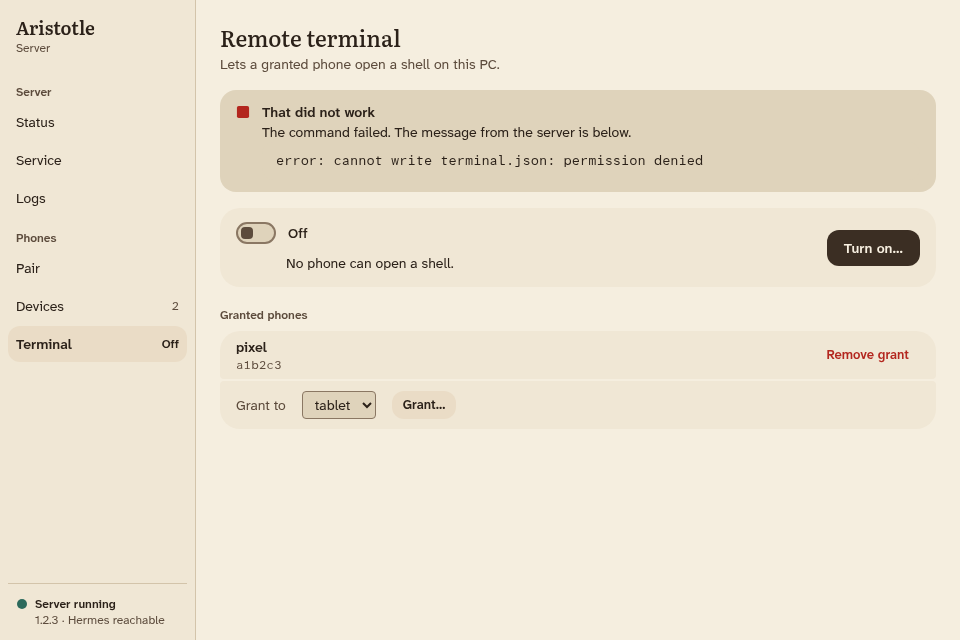 Aristotle
Server
Server
Status
Service
Logs
Phones
Pair
Devices 2
Terminal Off
Server running
1.2.3 · Hermes reachable
Remote terminal
Lets a granted phone open a shell on this PC.
That did not work
The command failed. The message from the server is below.
error: cannot write terminal.json: permission denied
Off
No phone can open a shell.
Turn on...
Granted phones
pixel
a1b2c3
Remove grant
Grant to tablet Grant...